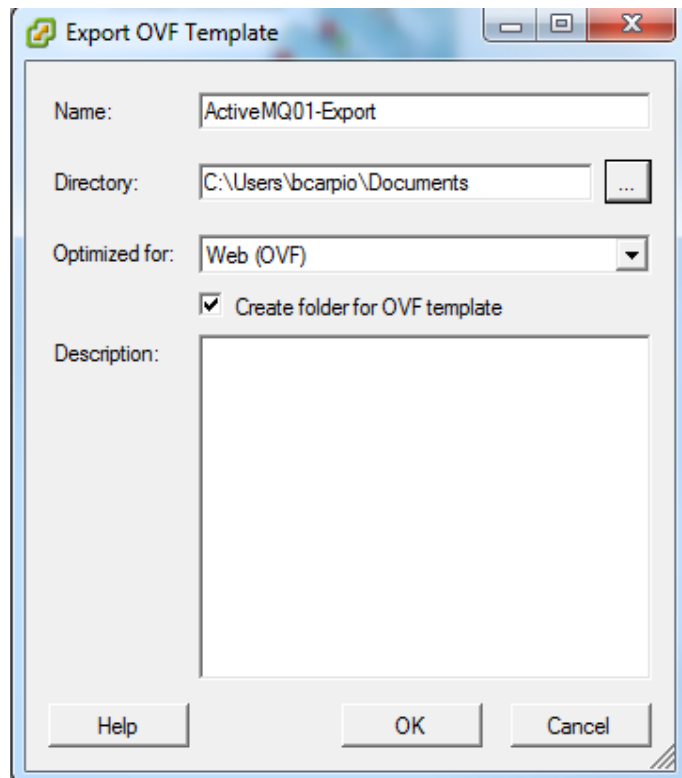 Export OVF Template
Name: ActiveMQ01-Export
Directory: C:\Users\bcarpio\Documents ...
Optimized for: Web (OVF)
Create folder for OVF template
Description:
Help OK Cancel